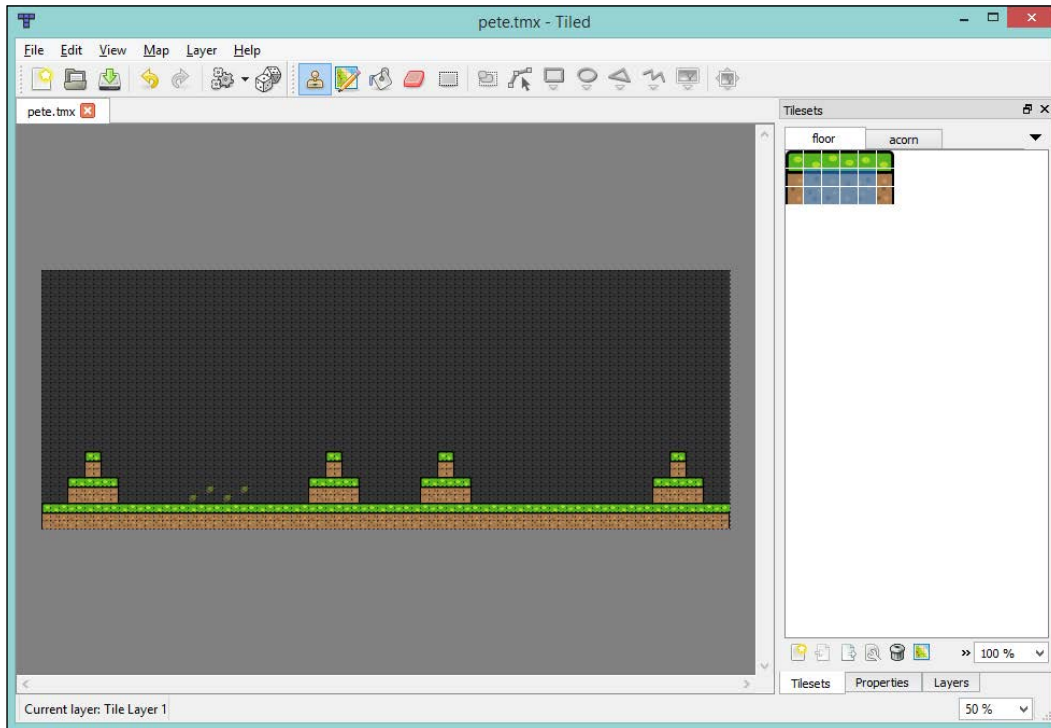 pete.tmx - Tiled
File Edit View Map Layer Help
pete.tmx
Tilesets
floor acorn
» 100 %
Tilesets Properties Layers
Current layer: Tile Layer 1
50 %